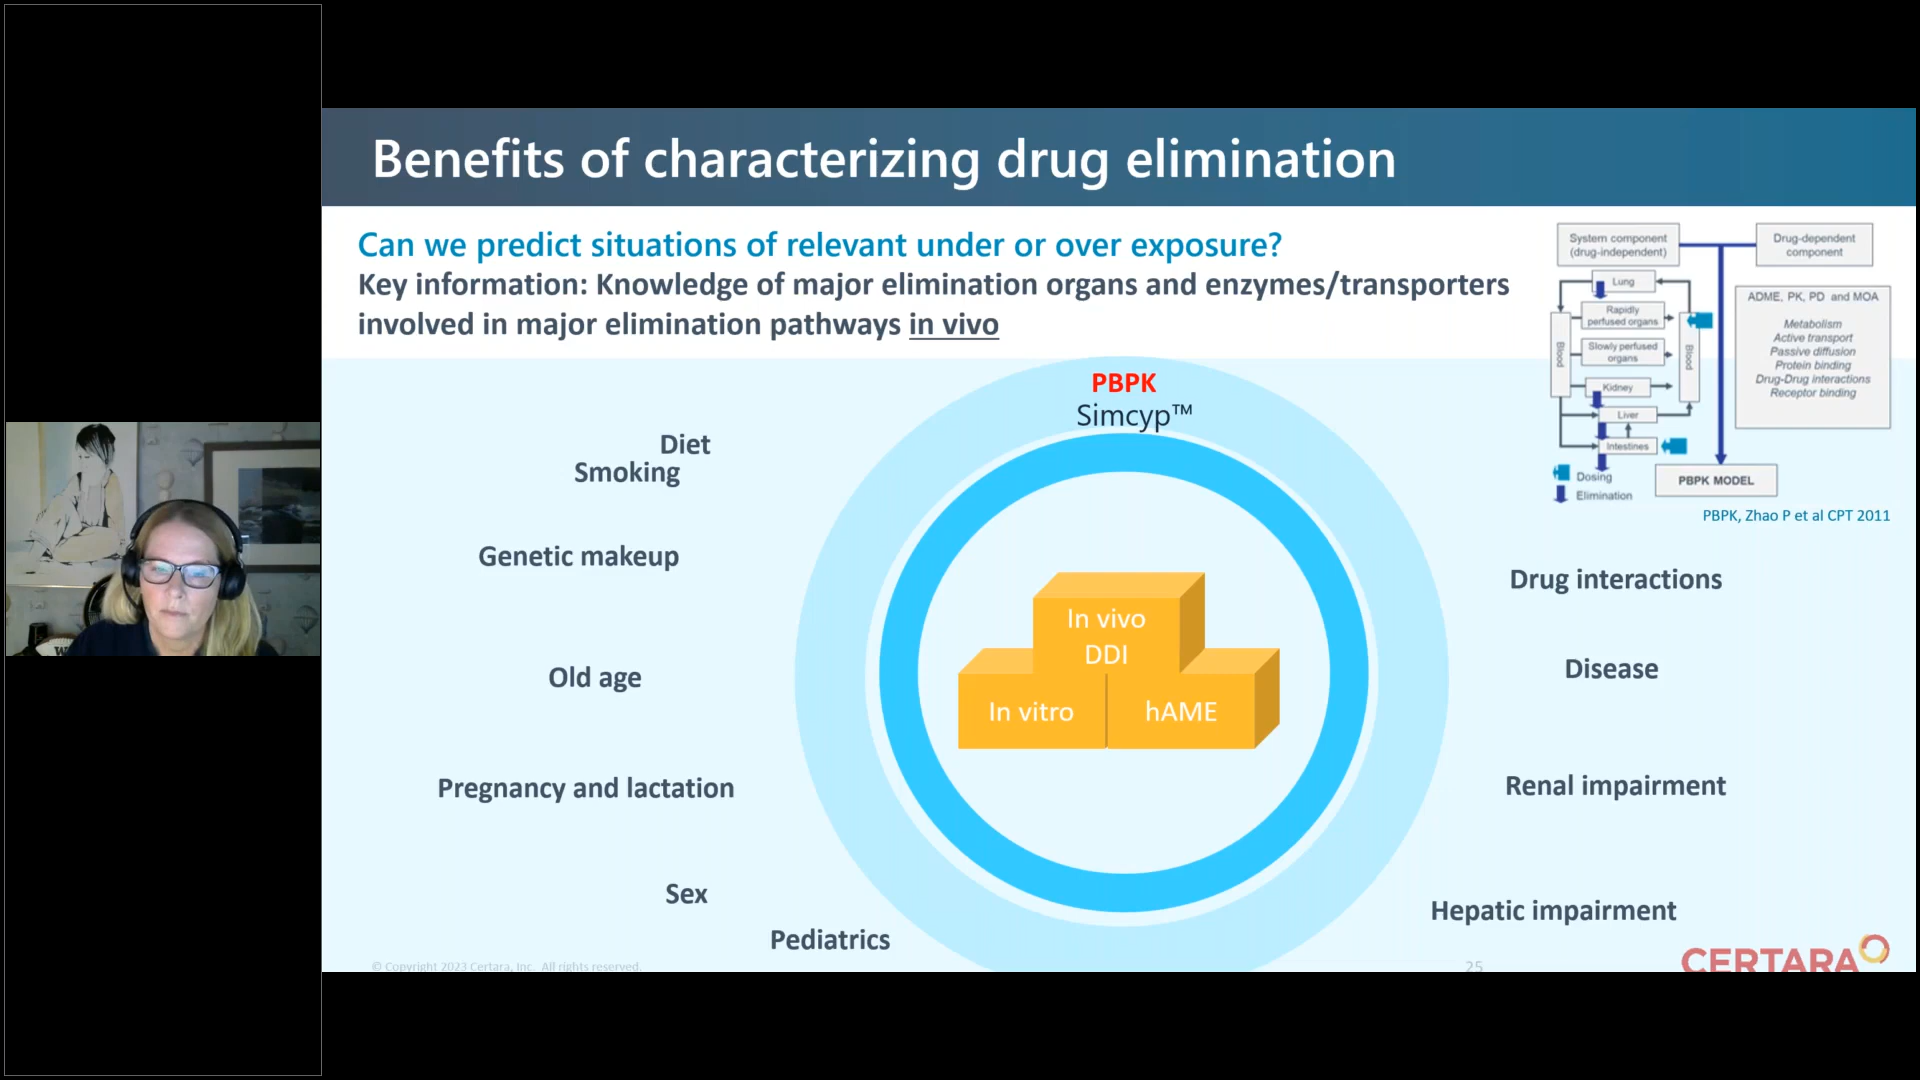 Benefits of characterizing drug elimination
Can we predict situations of relevant under or over exposure?
Key information: Knowledge of major elimination organs and enzymes/transporters
involved in major elimination pathways in vivo
System component
(drug-independent)
Drug-dependent
component
Lung
Rapidly
perfused organs
Slowly perfused
organs
Kidney
Liver
Intestines
Blood
Blood
ADME, PK, PD and MOA
Metabolism
Active transport
Passive diffusion
Protein binding
Drug-Drug interactions
Receptor binding
Dosing
Elimination
PBPK MODEL
PBPK, Zhao P et al CPT 2011
PBPK
Simcyp™
Diet
Smoking
Genetic makeup
Old age
Pregnancy and lactation
Sex
Pediatrics
In vivo
DDI
In vitro
hAME
Drug interactions
Disease
Renal impairment
Hepatic impairment
© Copyright 2023 Certara, Inc. All rights reserved.
25
CERTARA